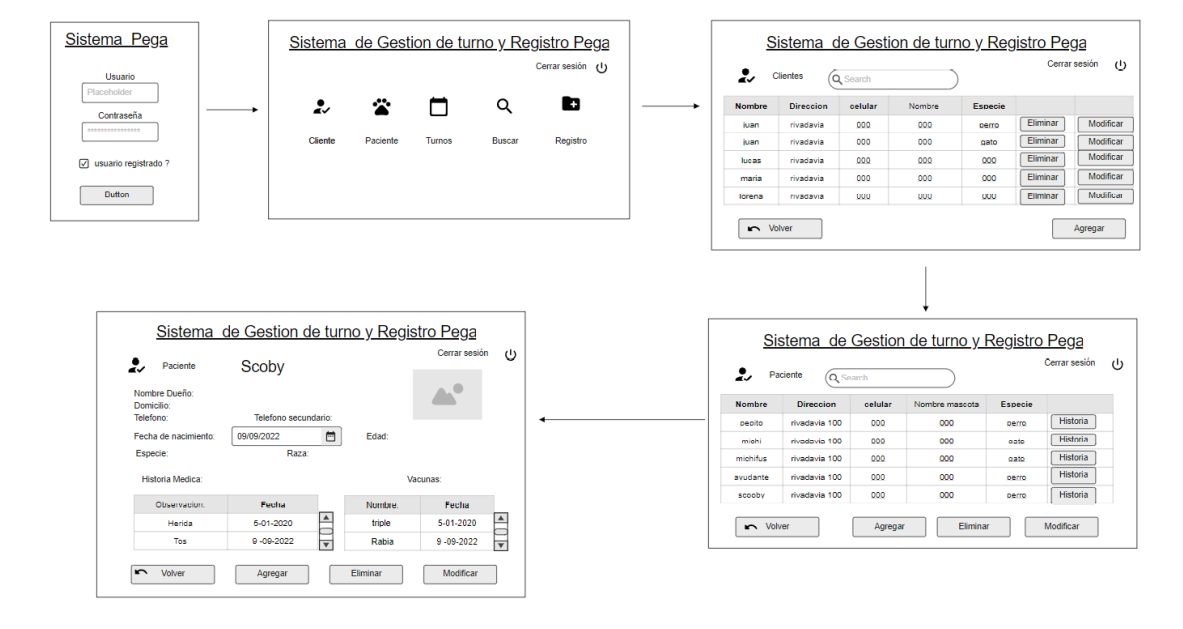 Sistema Pega
Usuario
Placeholder
Contraseña
****************
usuario registrado ?
Dutton
Sistema de Gestion de turno y Registro Pega
Cerrar sesión
Cliente Paciente Turnos Buscar Registro
Sistema de Gestion de turno y Registro Pega
Cerrar sesión
Clientes Search
Nombre Direccion celular Nombre Especie
juan rivadavia 000 000 perro Eliminar Modificar
juan rivadavia 000 000 gato Eliminar Modificar
lucas rivadavia 000 000 000 Eliminar Modificar
maria rivadavia 000 000 000 Eliminar Modificar
lorena rivadavia 000 000 000 Eliminar Modificar
Volver Agregar
Sistema de Gestion de turno y Registro Pega
Cerrar sesión
Paciente Search
Nombre Direccion celular Nombre mascota Especie
pepito rivadavia 100 000 000 perro Historia
michi rivadavia 100 000 000 gato Historia
michifus rivadavia 100 000 000 gato Historia
ayudante rivadavia 100 000 000 perro Historia
scooby rivadavia 100 000 000 perro Historia
Volver Agregar Eliminar Modificar
Sistema de Gestion de turno y Registro Pega
Cerrar sesión
Paciente Scoby
Nombre Dueño:
Domicilio:
Telefono: Telefono secundario:
Fecha de nacimiento: 09/09/2022 Edad:
Especie: Raza:
Historia Medica: Vacunas:
Observacion: Fecha Nombre: Fecha
Herida 5-01-2020 triple 5-01-2020
Tos 9 -09-2022 Rabia 9 -09-2022
Volver Agregar Eliminar Modificar